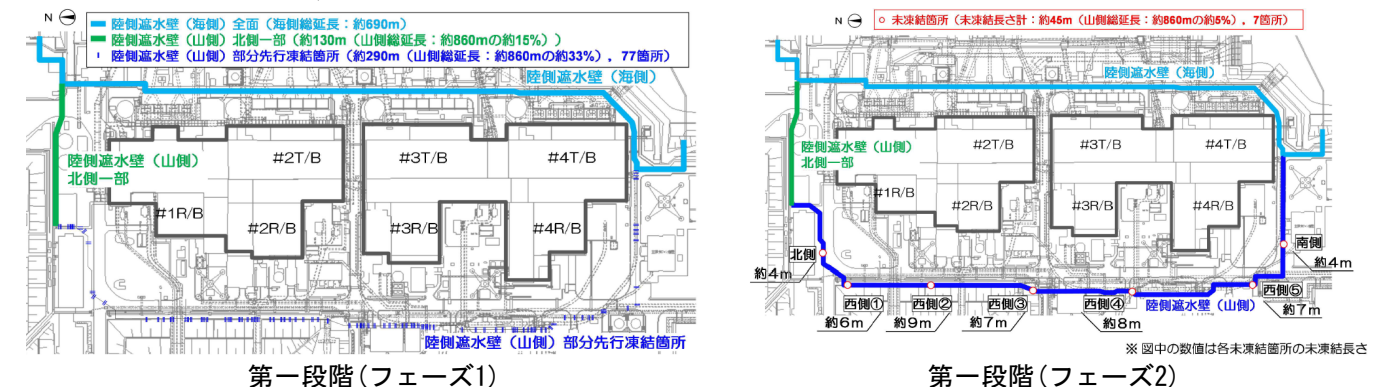 N
陸側遮水壁（海側）全面（海側総延長：約690m）
陸側遮水壁（山側）北側一部（約130m（山側総延長：約860mの約15%））
陸側遮水壁（山側）部分先行凍結箇所（約290m（山側総延長：約860mの約33%），77箇所）
陸側遮水壁（海側）
陸側遮水壁（山側）
北側一部
#2T/B
#3T/B
#4T/B
#1R/B
#2R/B
#3R/B
#4R/B
陸側遮水壁（山側）部分先行凍結箇所
第一段階(フェーズ1)
N
未凍結箇所（未凍結長さ計：約45m（山側総延長：約860mの約5%），7箇所）
陸側遮水壁（海側）
陸側遮水壁（山側）
北側一部
#2T/B
#3T/B
#4T/B
#1R/B
#2R/B
#3R/B
#4R/B
北側
約4m
南側
約4m
西側①
約6m
西側②
約9m
西側③
約7m
西側④
約8m
陸側遮水壁（山側）
西側⑤
約7m
※ 図中の数値は各未凍結箇所の未凍結長さ
第一段階(フェーズ2)